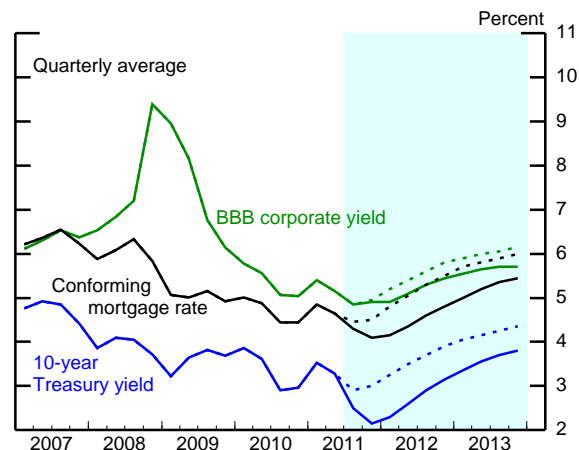 Percent
Quarterly average
BBB corporate yield
Conforming
mortgage rate
10-year
Treasury yield
11
10
9
8
7
6
5
4
3
2
2007 2008 2009 2010 2011 2012 2013